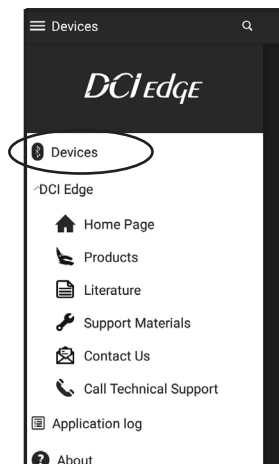 Devices
DCI EDGE
Devices
DCI Edge
Home Page
Products
Literature
Support Materials
Contact Us
Call Technical Support
Application log
About